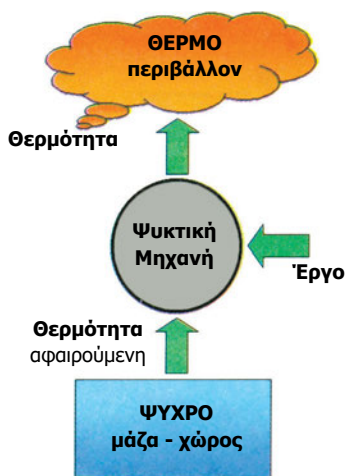 ΘΕΡΜΟ
περιβάλλον
Θερμότητα
Ψυκτική
Μηχανή
Έργο
Θερμότητα
αφαιρούμενη
ΨΥΧΡΟ
μάζα - χώρος